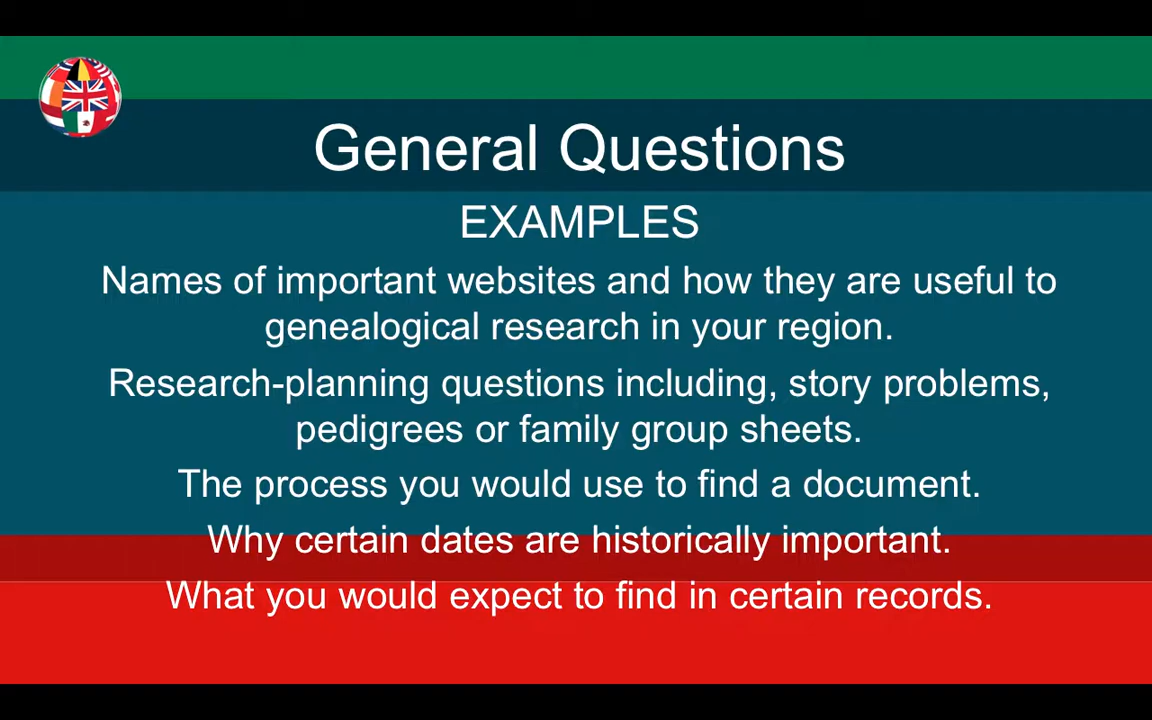 General Questions
EXAMPLES
Names of important websites and how they are useful to
genealogical research in your region.
Research-planning questions including, story problems,
pedigrees or family group sheets.
The process you would use to find a document.
Why certain dates are historically important.
What you would expect to find in certain records.